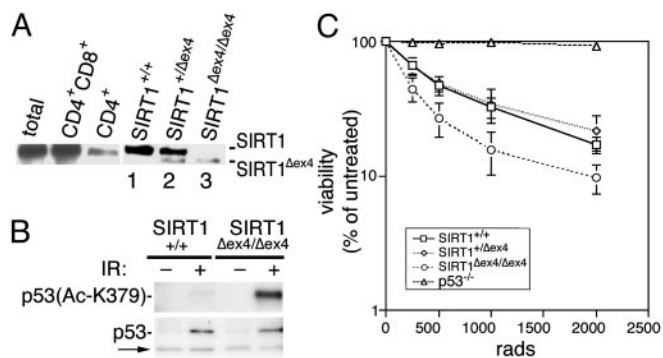 A
total
CD4+CD8+
CD4+
SIRT1+/+
SIRT1+/Δex4
SIRT1Δex4/Δex4
SIRT1
SIRT1Δex4
1 2 3
B
SIRT1 SIRT1
+/+ Δex4/Δex4
IR: – + – +
p53(Ac-K379)-
p53-
C
viability
(% of untreated)
100
10
1
SIRT1+/+
SIRT1+/Δex4
SIRT1Δex4/Δex4
p53-/-
0 500 1000 1500 2000 2500
rads